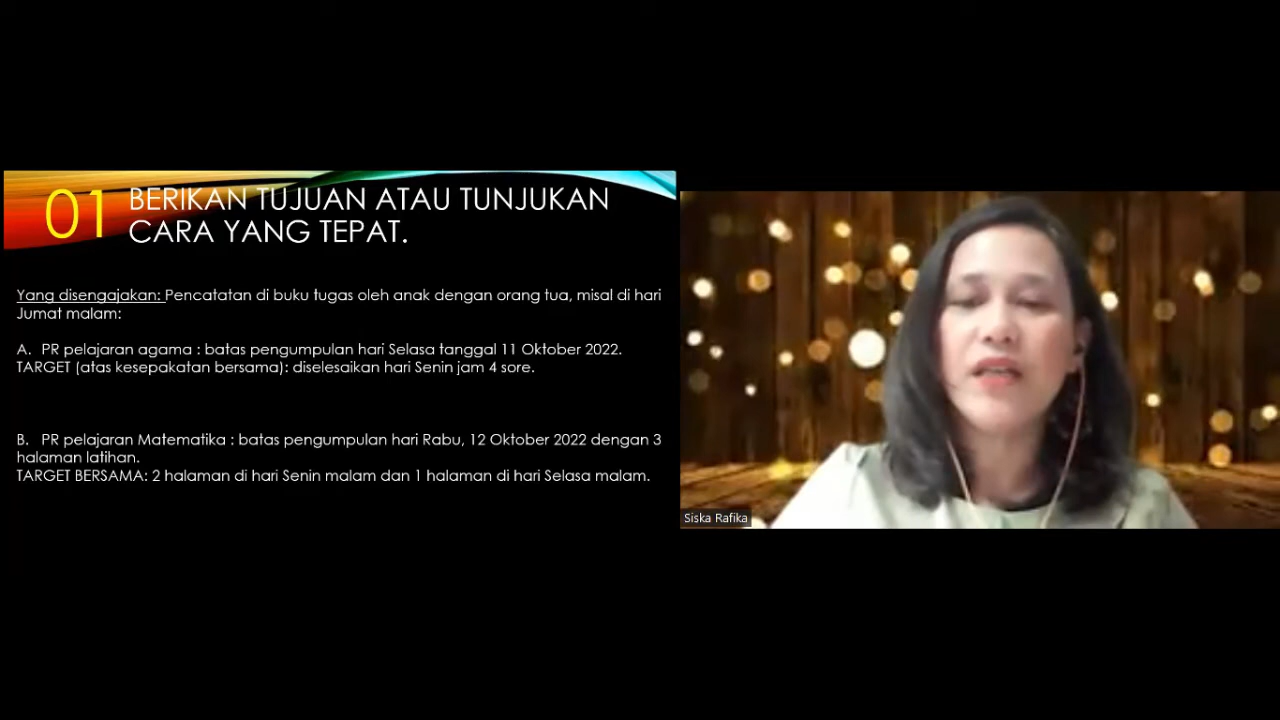 01
BERIKAN TUJUAN ATAU TUNJUKAN
CARA YANG TEPAT.
Yang disengajakan: Pencatatan di buku tugas oleh anak dengan orang tua, misal di hari
Jumat malam:
A. PR pelajaran agama : batas pengumpulan hari Selasa tanggal 11 Oktober 2022.
TARGET (atas kesepakatan bersama): diselesaikan hari Senin jam 4 sore.
B. PR pelajaran Matematika : batas pengumpulan hari Rabu, 12 Oktober 2022 dengan 3
halaman latihan.
TARGET BERSAMA: 2 halaman di hari Senin malam dan 1 halaman di hari Selasa malam.
Siska Rafika